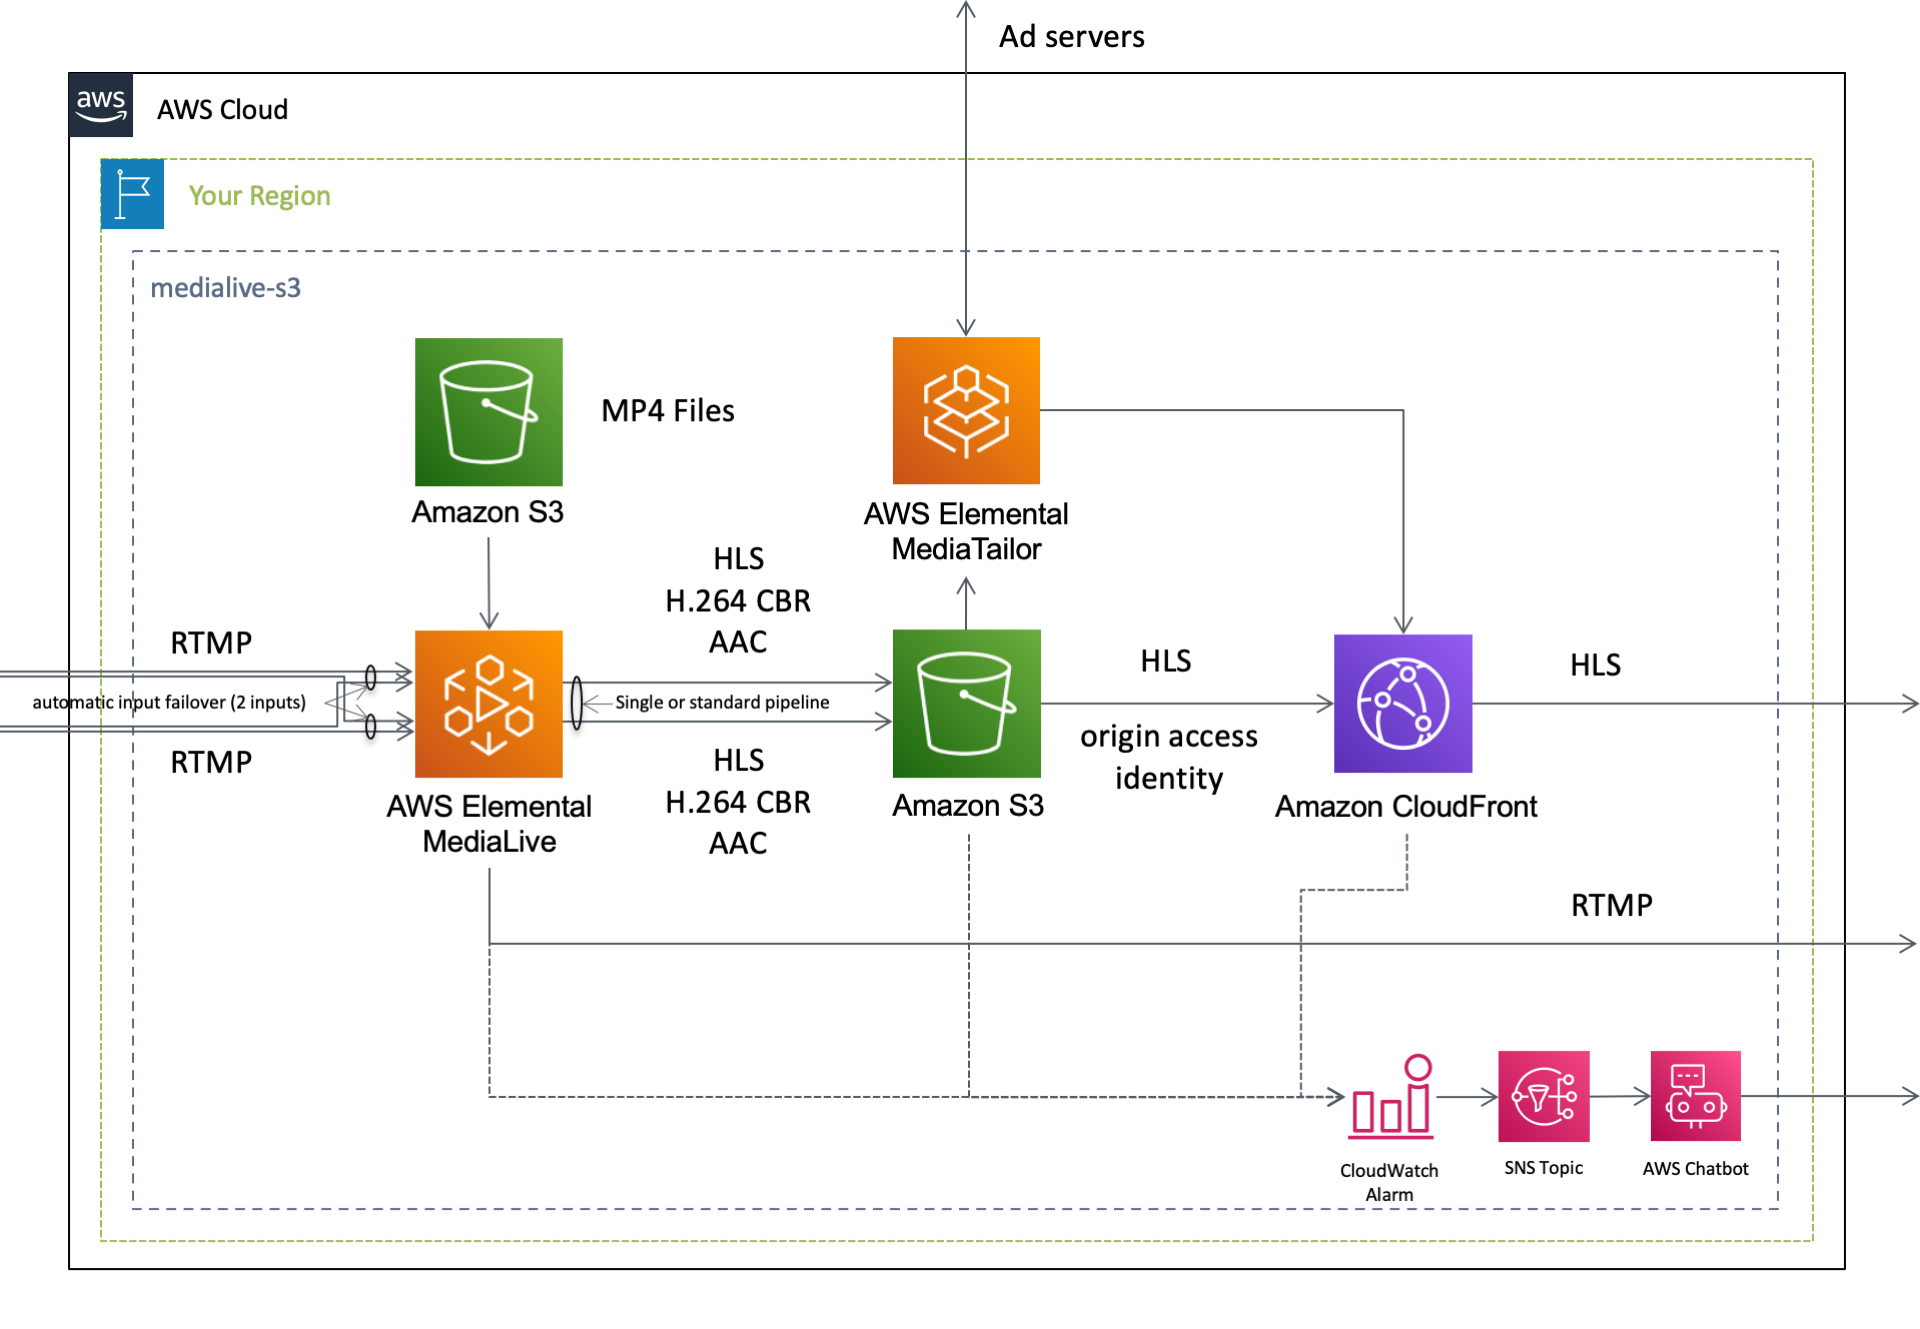 Ad servers
aws
AWS Cloud
Your Region
medialive-s3
MP4 Files
Amazon S3
AWS Elemental
MediaTailor
HLS
H.264 CBR
AAC
RTMP
automatic input failover (2 inputs)
RTMP
Single or standard pipeline
HLS
HLS
origin access
identity
AWS Elemental
MediaLive
HLS
H.264 CBR
AAC
Amazon S3
Amazon CloudFront
RTMP
CloudWatch
Alarm
SNS Topic
AWS Chatbot